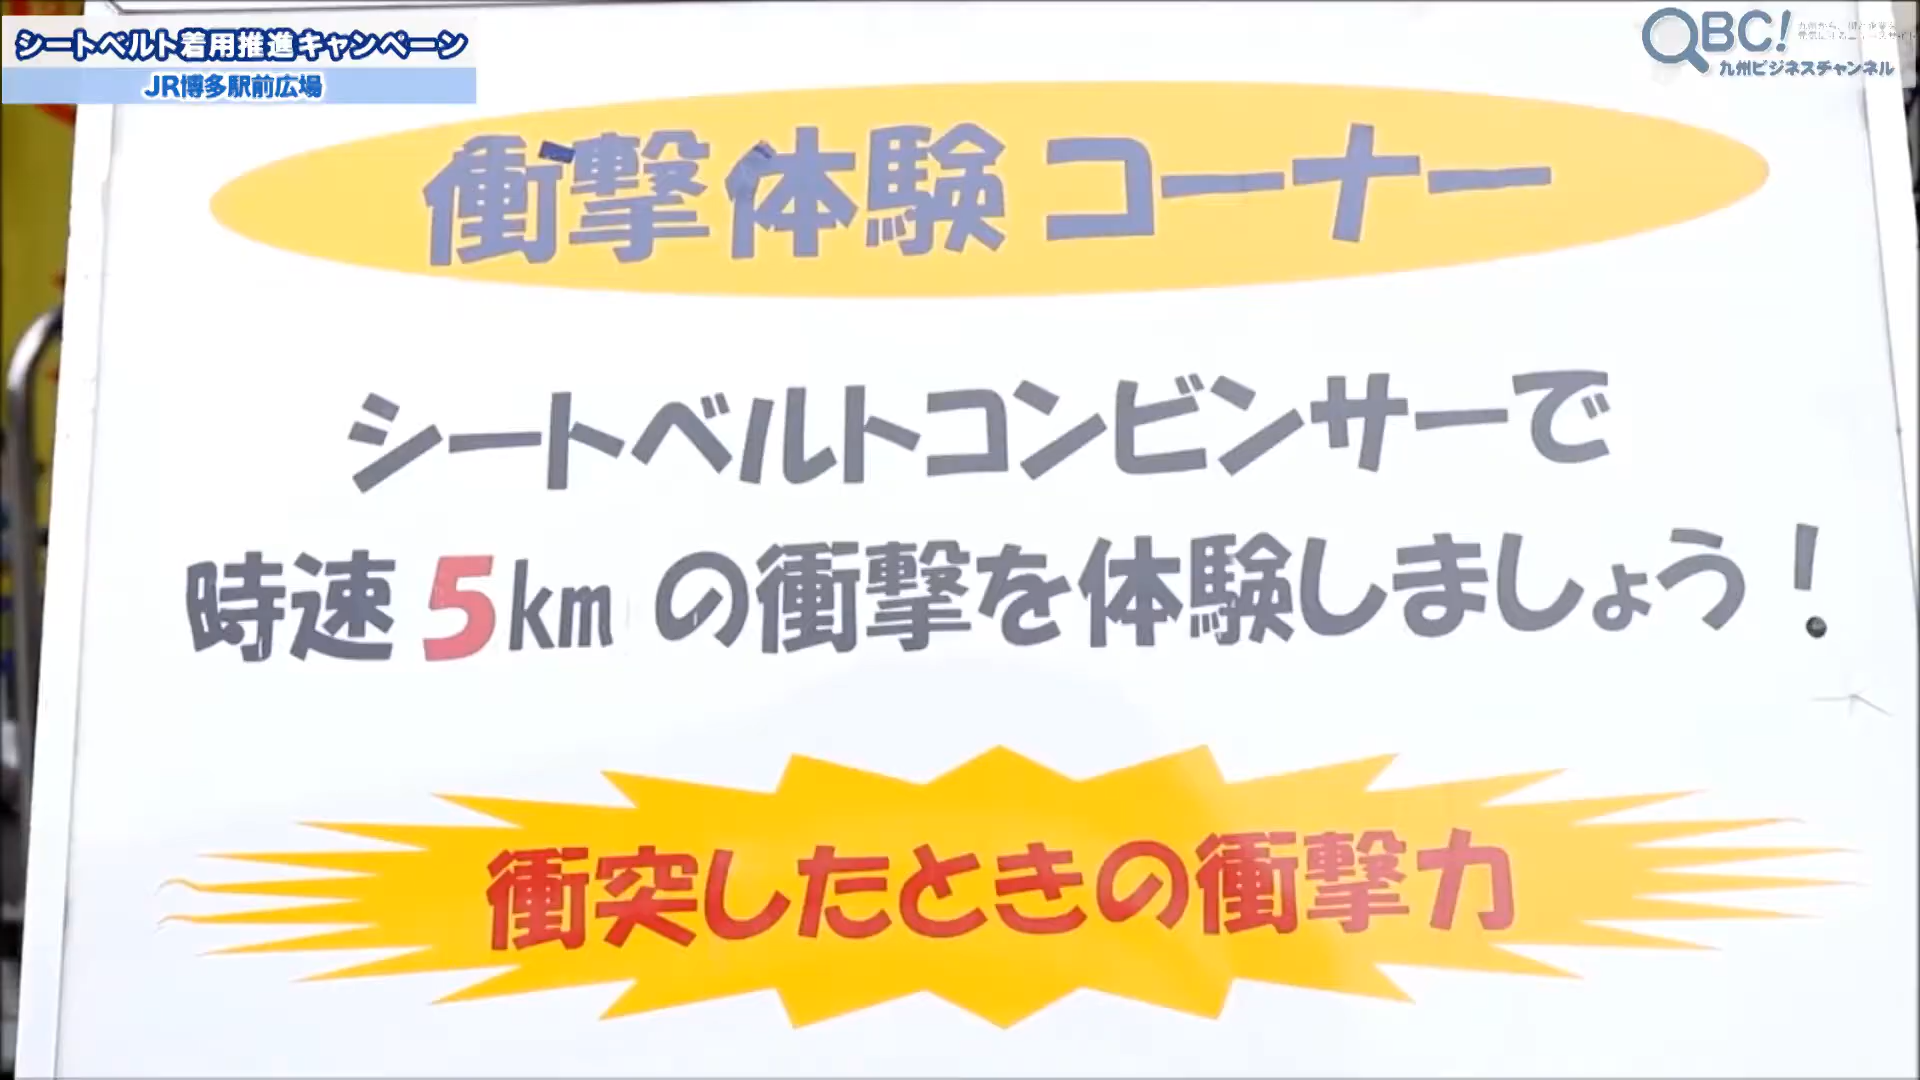 シートベルト着用推進キャンペーン
JR博多駅前広場
QBC!
九州ビジネスチャンネル
衝撃体験コーナー
シートベルトコンビンサーで
時速5kmの衝撃を体験しましょう!
衝突したときの衝撃力